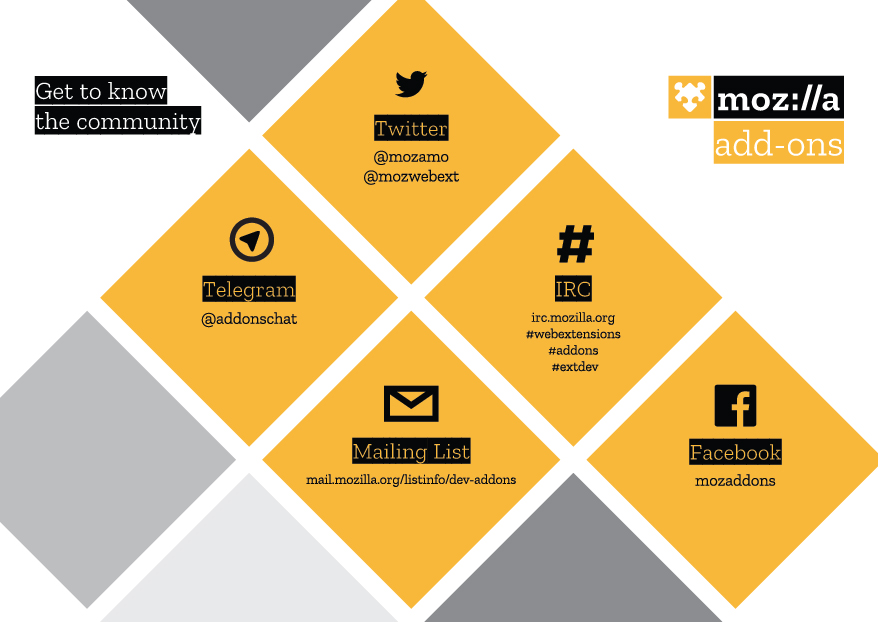 Get to know
the community
moz://a
add-ons
Twitter
@mozamo
@mozwebext
Telegram
@addonschat
IRC
irc.mozilla.org
#webextensions
#addons
#extdev
Mailing List
mail.mozilla.org/listinfo/dev-addons
Facebook
mozaddons